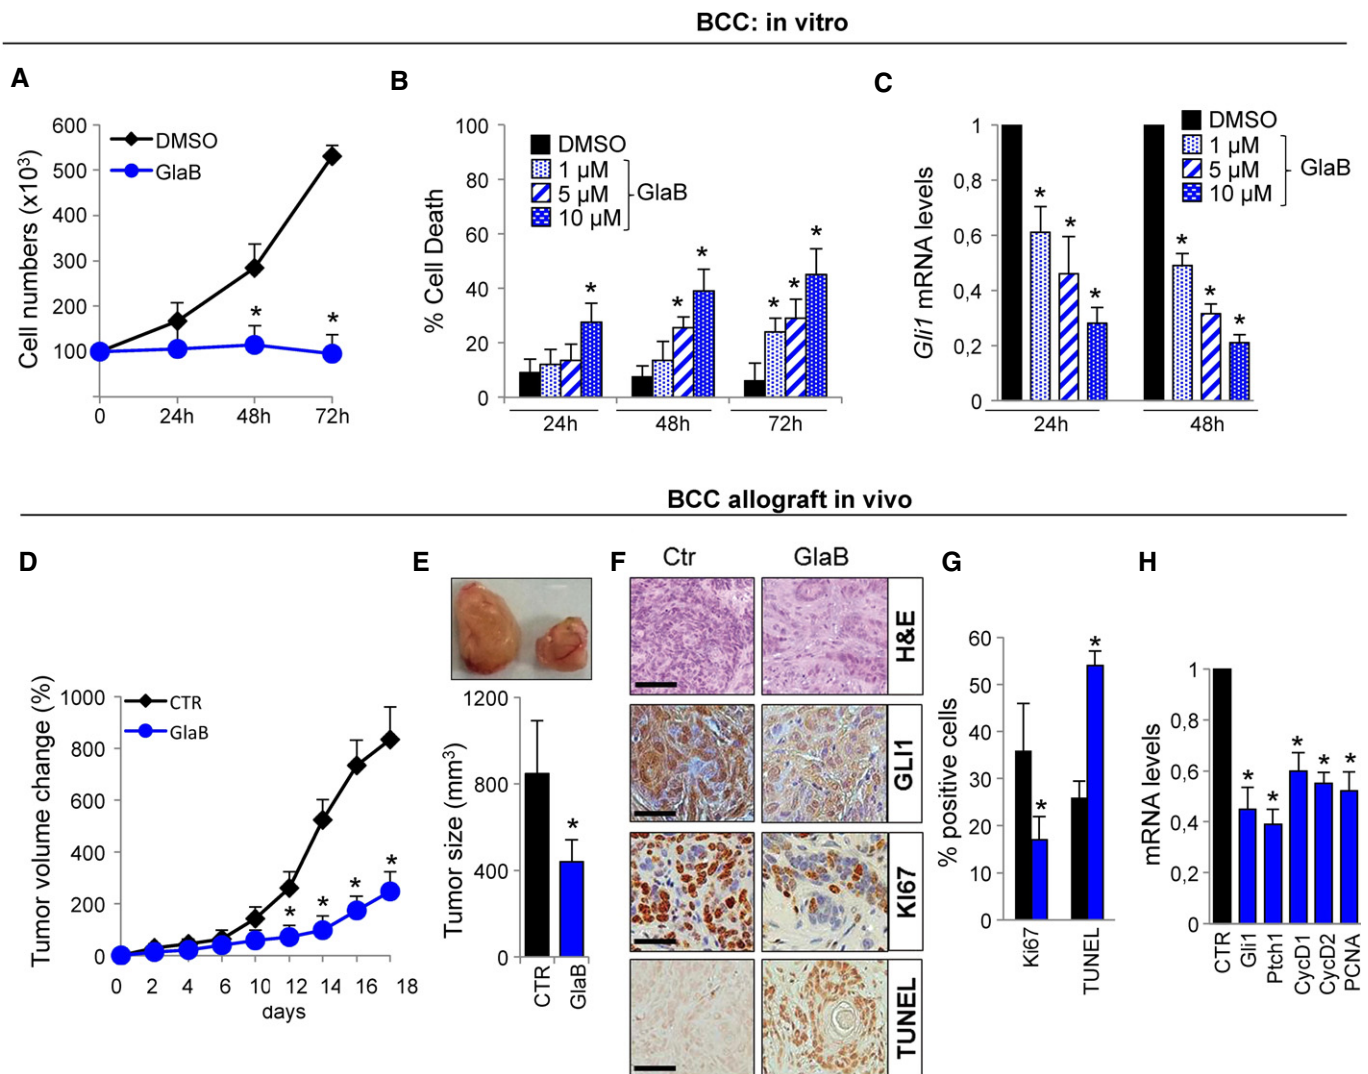 BCC: in vitro
A
Cell numbers (x10³)
600
500
400
300
200
100
DMSO
GlaB
*
*
0 24h 48h 72h
B
% Cell Death
100
80
60
40
20
0
DMSO
1 µM
5 µM
10 µM
GlaB
* * * * * *
24h 48h 72h
C
Gli1 mRNA levels
1
0,8
0,6
0,4
0,2
0
DMSO
1 µM
5 µM
10 µM
GlaB
* * * * * *
24h 48h
BCC allograft in vivo
D
Tumor volume change (%)
1000
800
600
400
200
0
CTR
GlaB
* * * *
0 2 4 6 10 12 14 16 18
days
E
Tumor size (mm³)
1200
800
400
0
*
CTR
GlaB
F
Ctr GlaB
H&E
GLI1
KI67
TUNEL
G
% positive cells
60
50
40
30
20
10
0
*
*
Ki67
TUNEL
H
mRNA levels
1
0,8
0,6
0,4
0,2
0
* * * * *
CTR
Gli1
Ptch1
CycD1
CycD2
PCNA